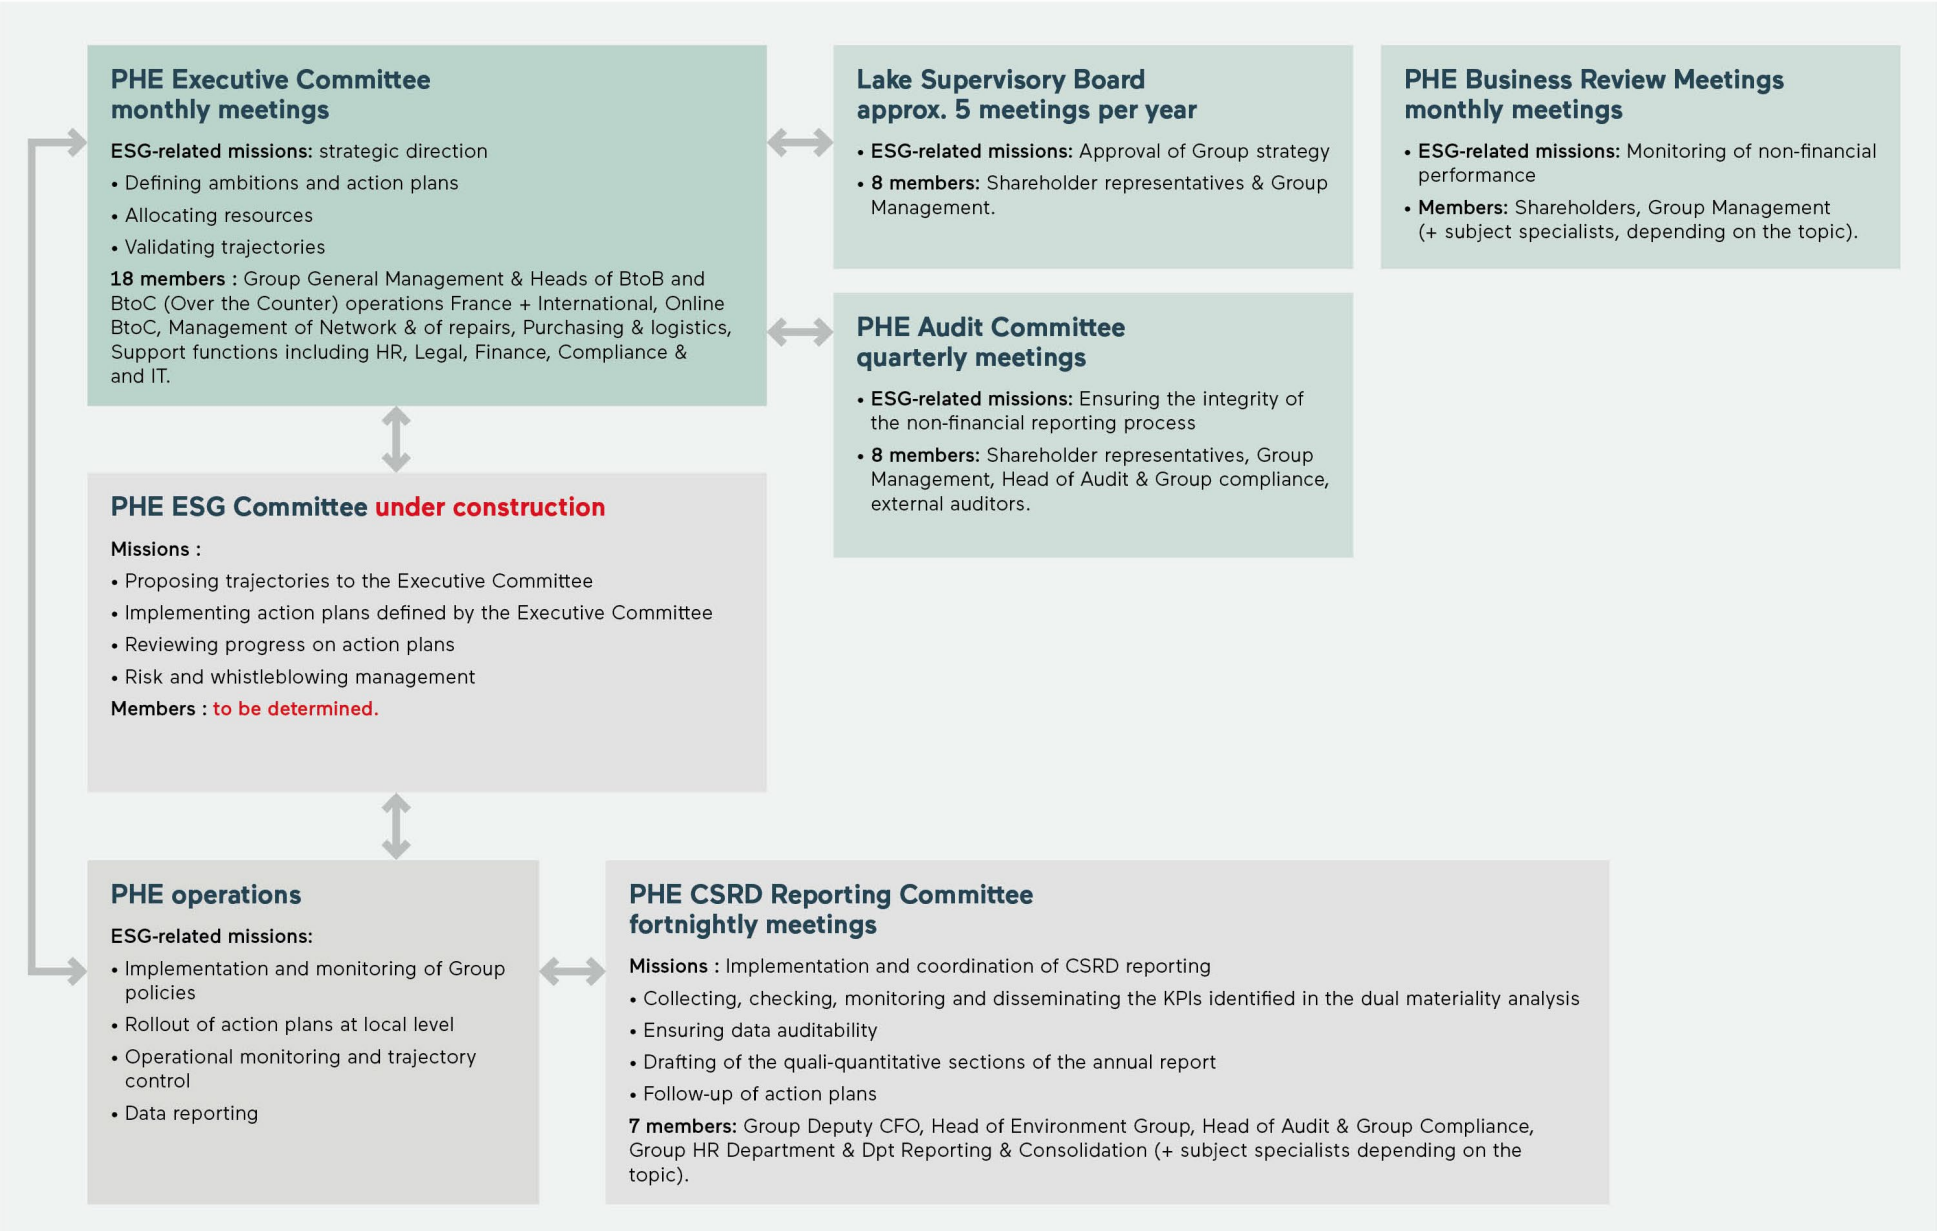 PHE Executive Committee
monthly meetings
ESG-related missions: strategic direction
• Defining ambitions and action plans
• Allocating resources
• Validating trajectories
18 members : Group General Management & Heads of BtoB and
BtoC (Over the Counter) operations France + International, Online
BtoC, Management of Network & of repairs, Purchasing & logistics,
Support functions including HR, Legal, Finance, Compliance &
and IT.
Lake Supervisory Board
approx. 5 meetings per year
• ESG-related missions: Approval of Group strategy
• 8 members: Shareholder representatives & Group
Management.
PHE Business Review Meetings
monthly meetings
• ESG-related missions: Monitoring of non-financial
performance
• Members: Shareholders, Group Management
(+ subject specialists, depending on the topic).
PHE Audit Committee
quarterly meetings
• ESG-related missions: Ensuring the integrity of
the non-financial reporting process
• 8 members: Shareholder representatives, Group
Management, Head of Audit & Group compliance,
external auditors.
PHE ESG Committee under construction
Missions :
• Proposing trajectories to the Executive Committee
• Implementing action plans defined by the Executive Committee
• Reviewing progress on action plans
• Risk and whistleblowing management
Members : to be determined.
PHE operations
ESG-related missions:
• Implementation and monitoring of Group
policies
• Rollout of action plans at local level
• Operational monitoring and trajectory
control
• Data reporting
PHE CSRD Reporting Committee
fortnightly meetings
Missions : Implementation and coordination of CSRD reporting
• Collecting, checking, monitoring and disseminating the KPIs identified in the dual materiality analysis
• Ensuring data auditability
• Drafting of the quali-quantitative sections of the annual report
• Follow-up of action plans
7 members: Group Deputy CFO, Head of Environment Group, Head of Audit & Group Compliance,
Group HR Department & Dpt Reporting & Consolidation (+ subject specialists depending on the
topic).